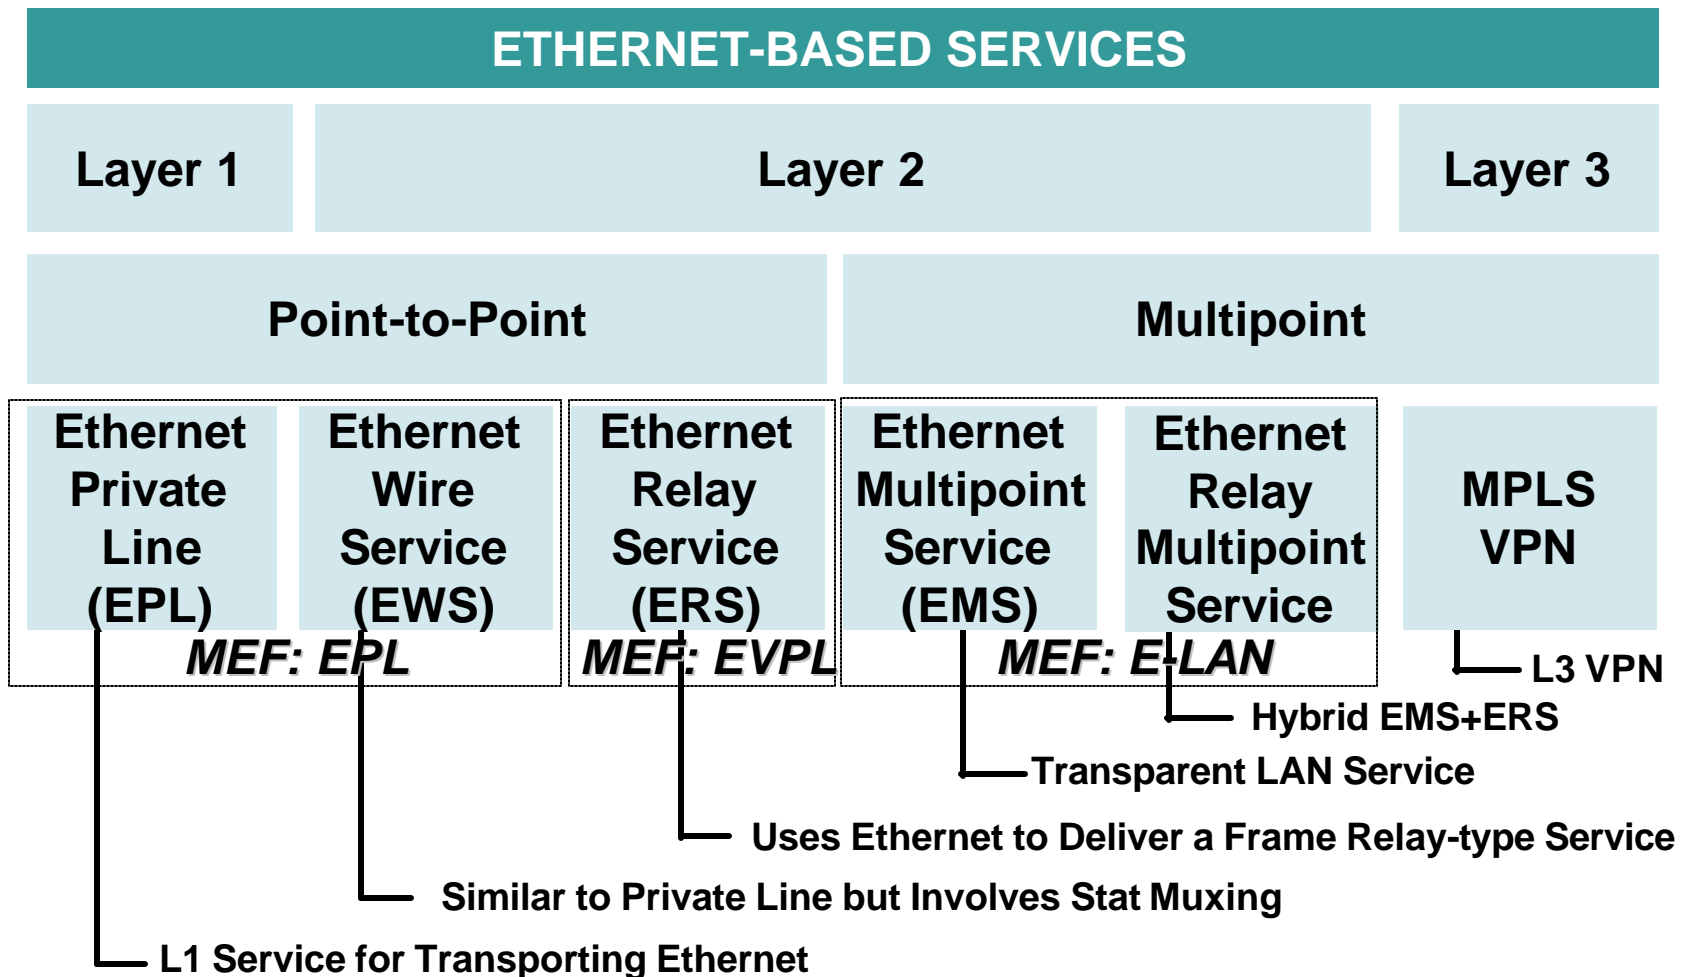 ETHERNET-BASED SERVICES
Layer 1
Layer 2
Layer 3
Point-to-Point
Multipoint
Ethernet
Private
Line
(EPL)
Ethernet
Wire
Service
(EWS)
Ethernet
Relay
Service
(ERS)
Ethernet
Multipoint
Service
(EMS)
Ethernet
Relay
Multipoint
Service
MPLS
VPN
MEF: EPL
MEF: EVPL
MEF: E-LAN
L3 VPN
Hybrid EMS+ERS
Transparent LAN Service
Uses Ethernet to Deliver a Frame Relay-type Service
Similar to Private Line but Involves Stat Muxing
L1 Service for Transporting Ethernet